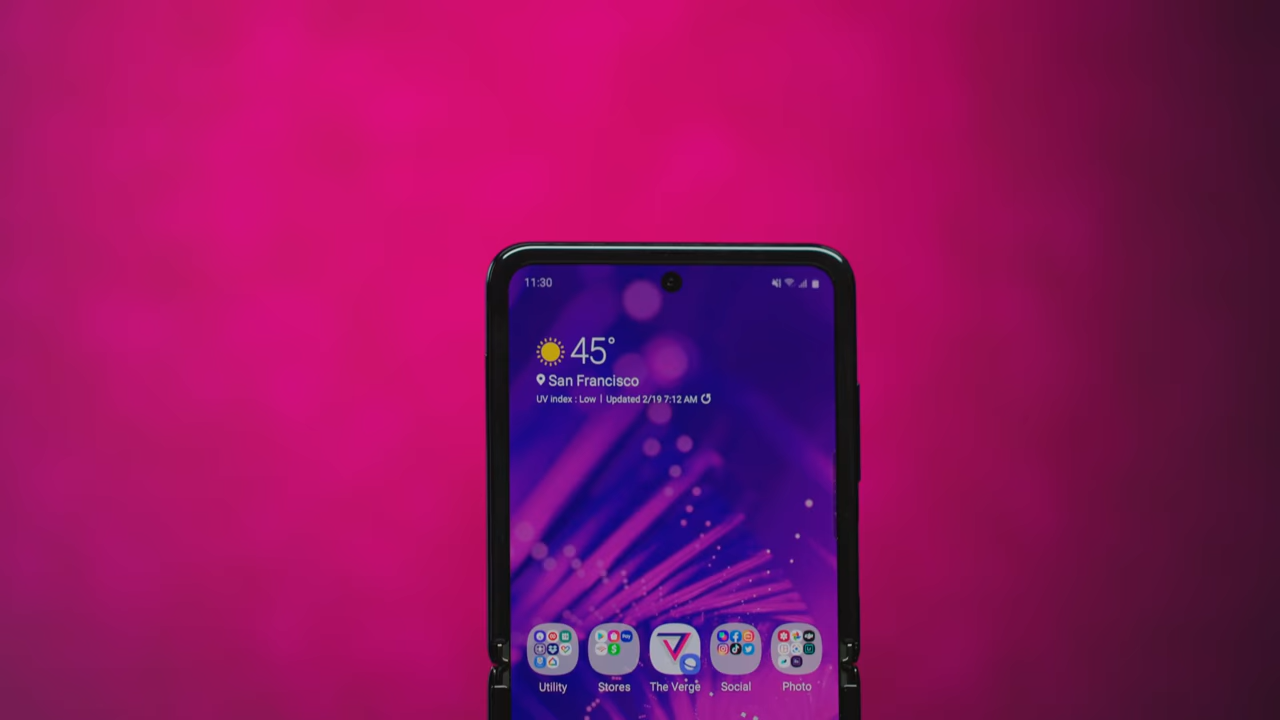 11:30
45°
San Francisco
UV index : Low | Updated 2/19 7:12 AM
Utility Stores The Verge Social Photo